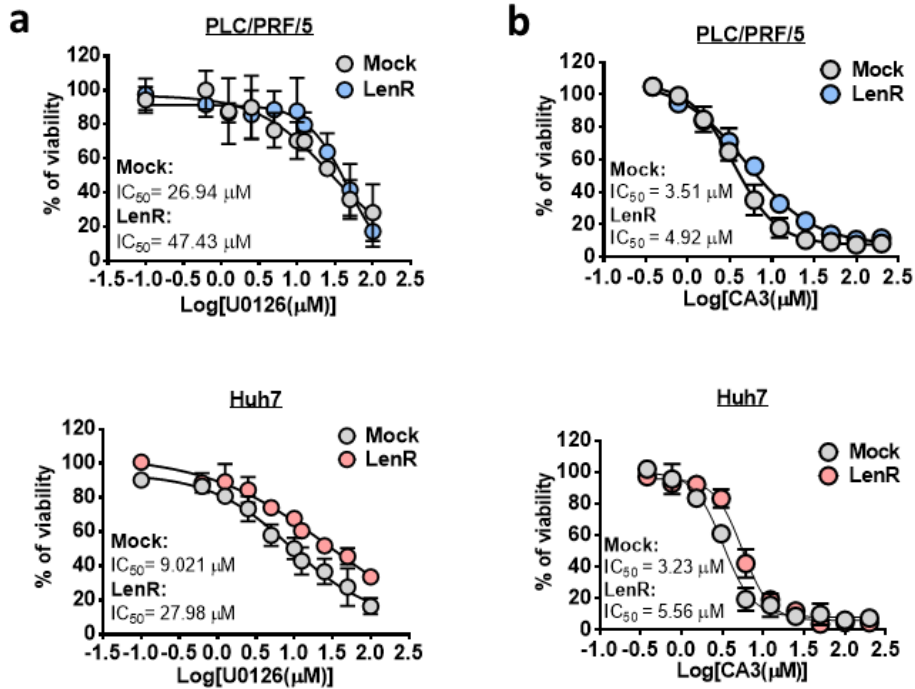 a
PLC/PRF/5
Mock
LenR
% of viability
120
100
80
60
40
20
0
Mock:
IC50= 26.94 µM
LenR:
IC50= 47.43 µM
-1.5 -1.0 -0.5 0.0 0.5 1.0 1.5 2.0 2.5
Log[U0126(µM)]
b
PLC/PRF/5
Mock
LenR
% of viability
120
100
80
60
40
20
0
Mock:
IC50 = 3.51 µM
LenR
IC50 = 4.92 µM
-1.0 -0.5 0.0 0.5 1.0 1.5 2.0 2.5
Log[CA3(µM)]
Huh7
Mock
LenR
% of viability
120
100
80
60
40
20
0
Mock:
IC50= 9.021 µM
LenR:
IC50= 27.98 µM
-1.5 -1.0 -0.5 0.0 0.5 1.0 1.5 2.0 2.5
Log[U0126(µM)]
Huh7
Mock
LenR
% of viability
120
100
80
60
40
20
0
Mock:
IC50 = 3.23 µM
LenR:
IC50 = 5.56 µM
-1.0 -0.5 0.0 0.5 1.0 1.5 2.0 2.5
Log[CA3(µM)]